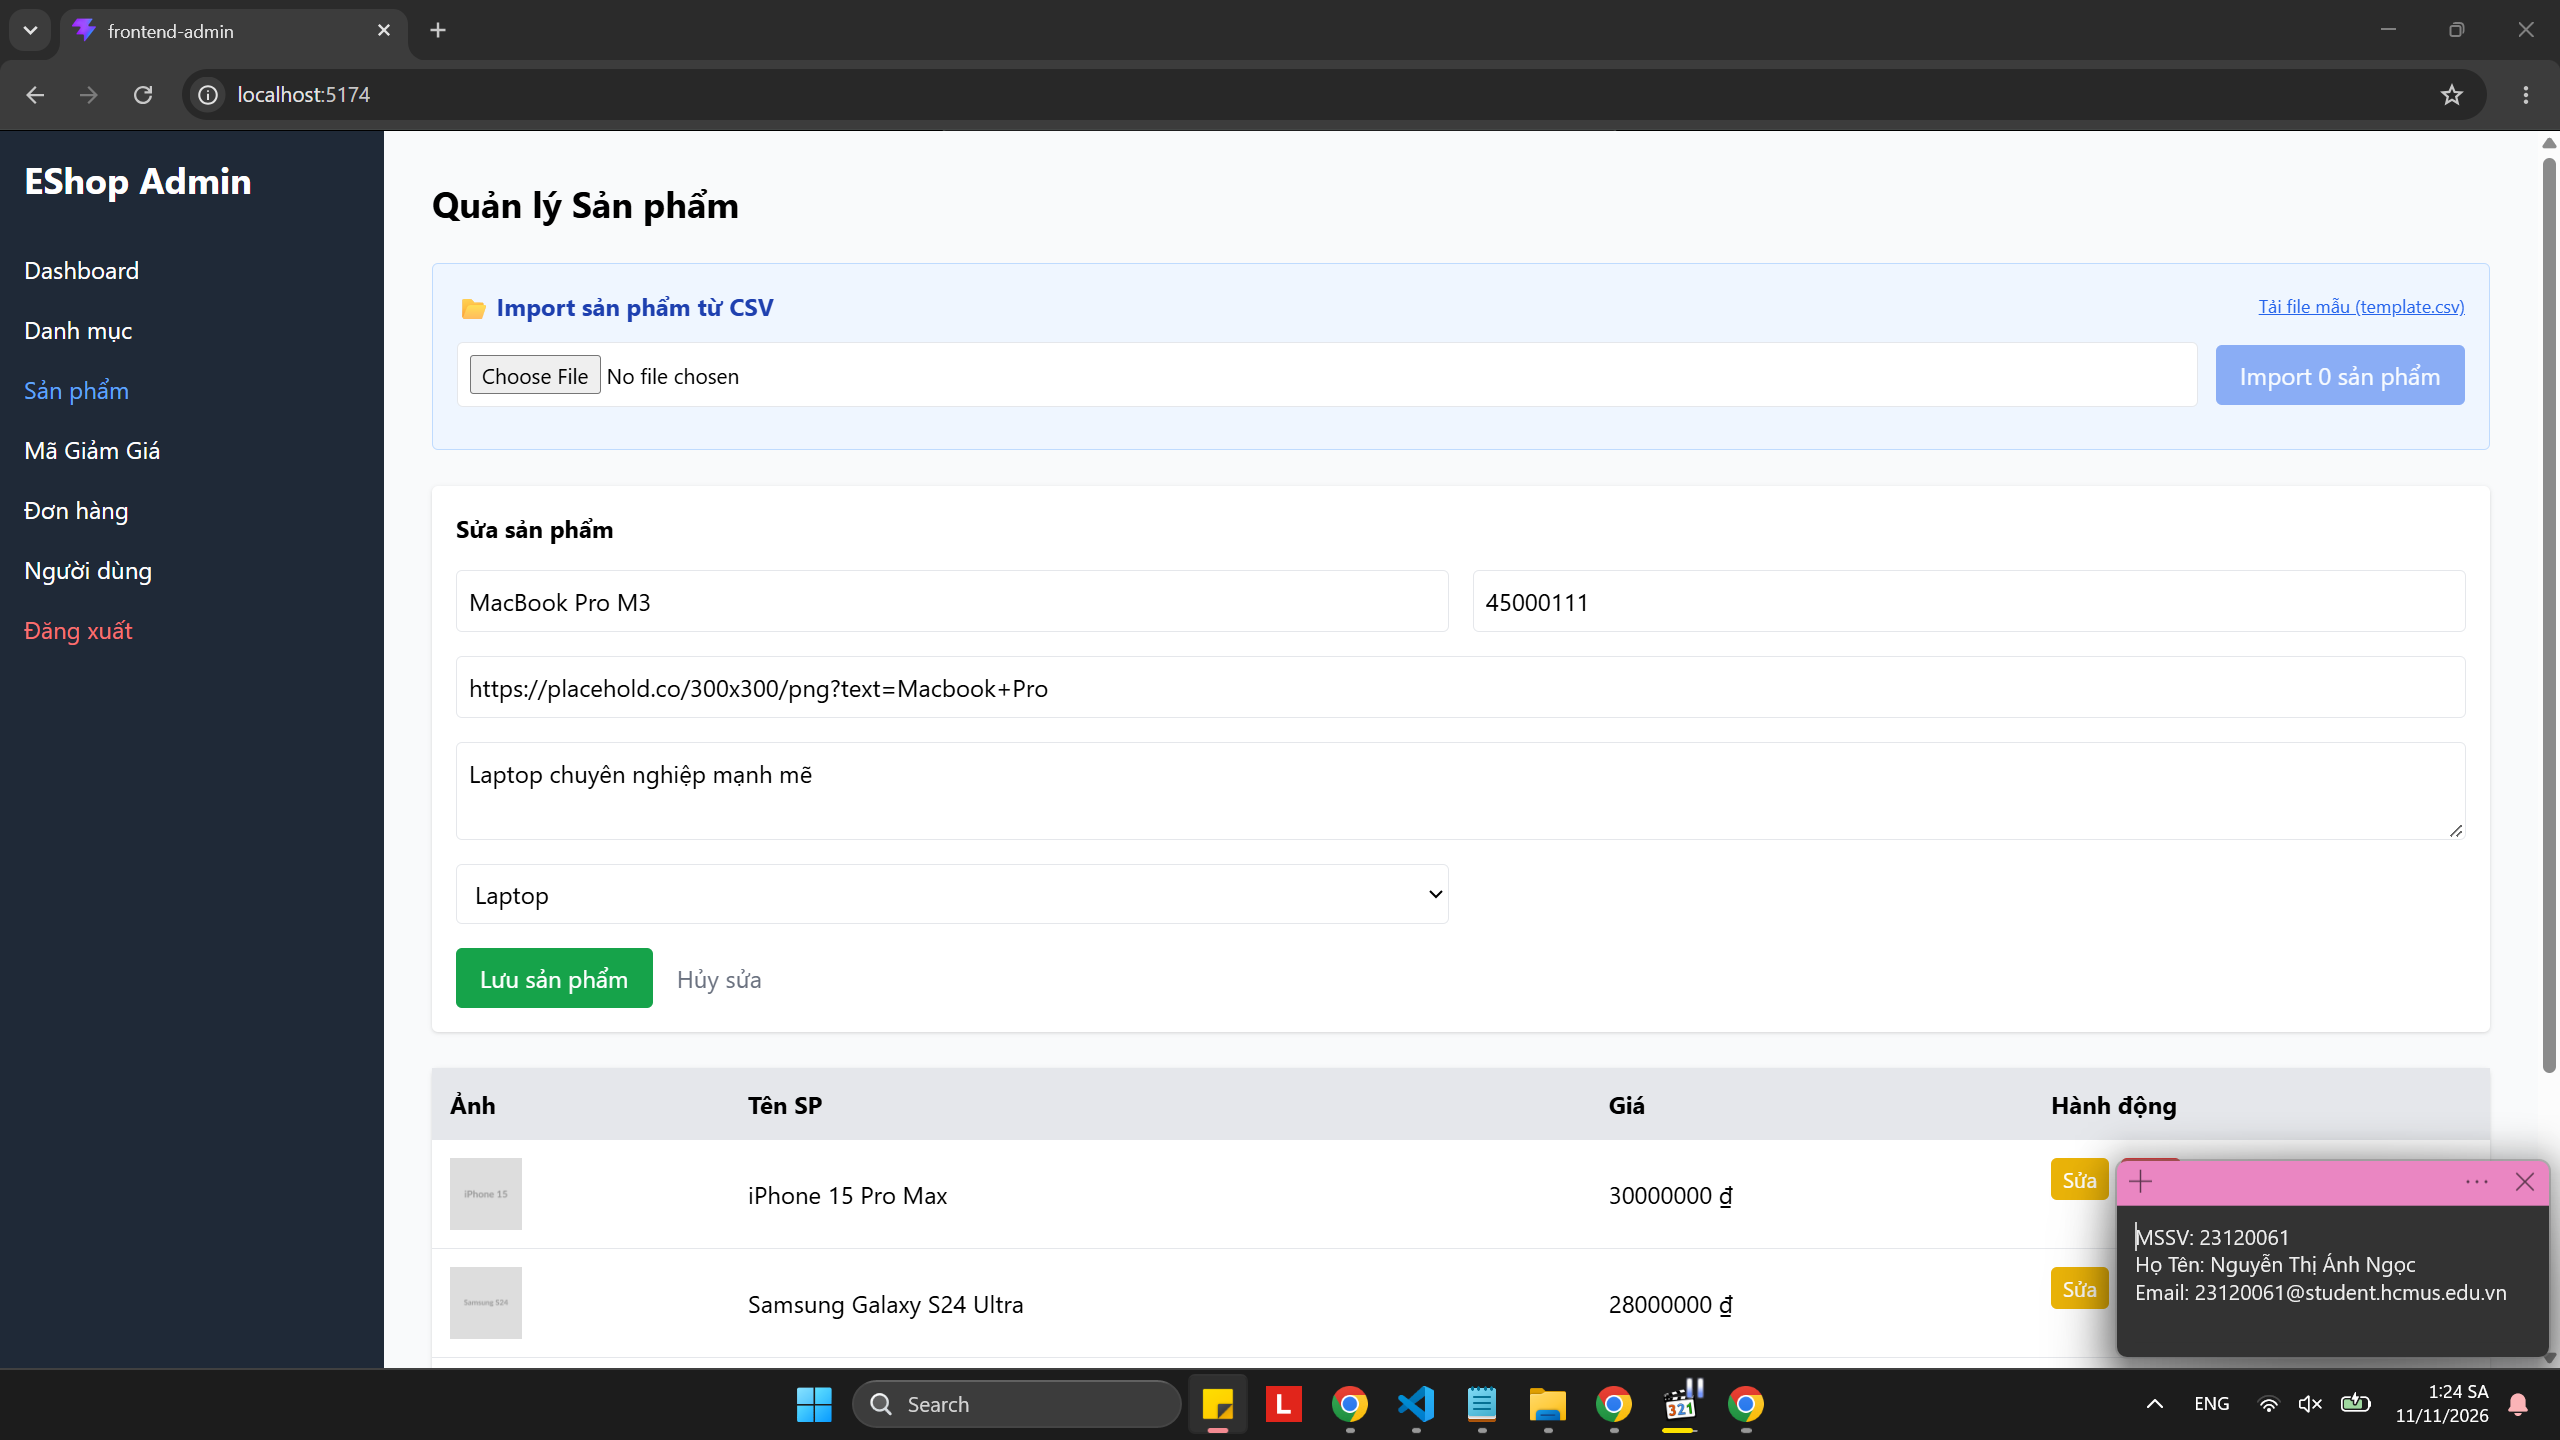 frontend-admin
localhost:5174
EShop Admin
Dashboard
Danh mục
Sản phẩm
Mã Giảm Giá
Đơn hàng
Người dùng
Đăng xuất
Quản lý Sản phẩm
Import sản phẩm từ CSV
Tải file mẫu (template.csv)
Choose File No file chosen
Import 0 sản phẩm
Sửa sản phẩm
MacBook Pro M3
45000111
https://placehold.co/300x300/png?text=Macbook+Pro
Laptop chuyên nghiệp mạnh mẽ
Laptop
Lưu sản phẩm
Hủy sửa
Ảnh Tên SP Giá Hành động
iPhone 15
iPhone 15 Pro Max 30000000 ₫ Sửa
Samsung S24
Samsung Galaxy S24 Ultra 28000000 ₫ Sửa
MSSV: 23120061
Họ Tên: Nguyễn Thị Ánh Ngọc
Email: 23120061@student.hcmus.edu.vn
Search
L
321
ENG
1:24 SA
11/11/2026